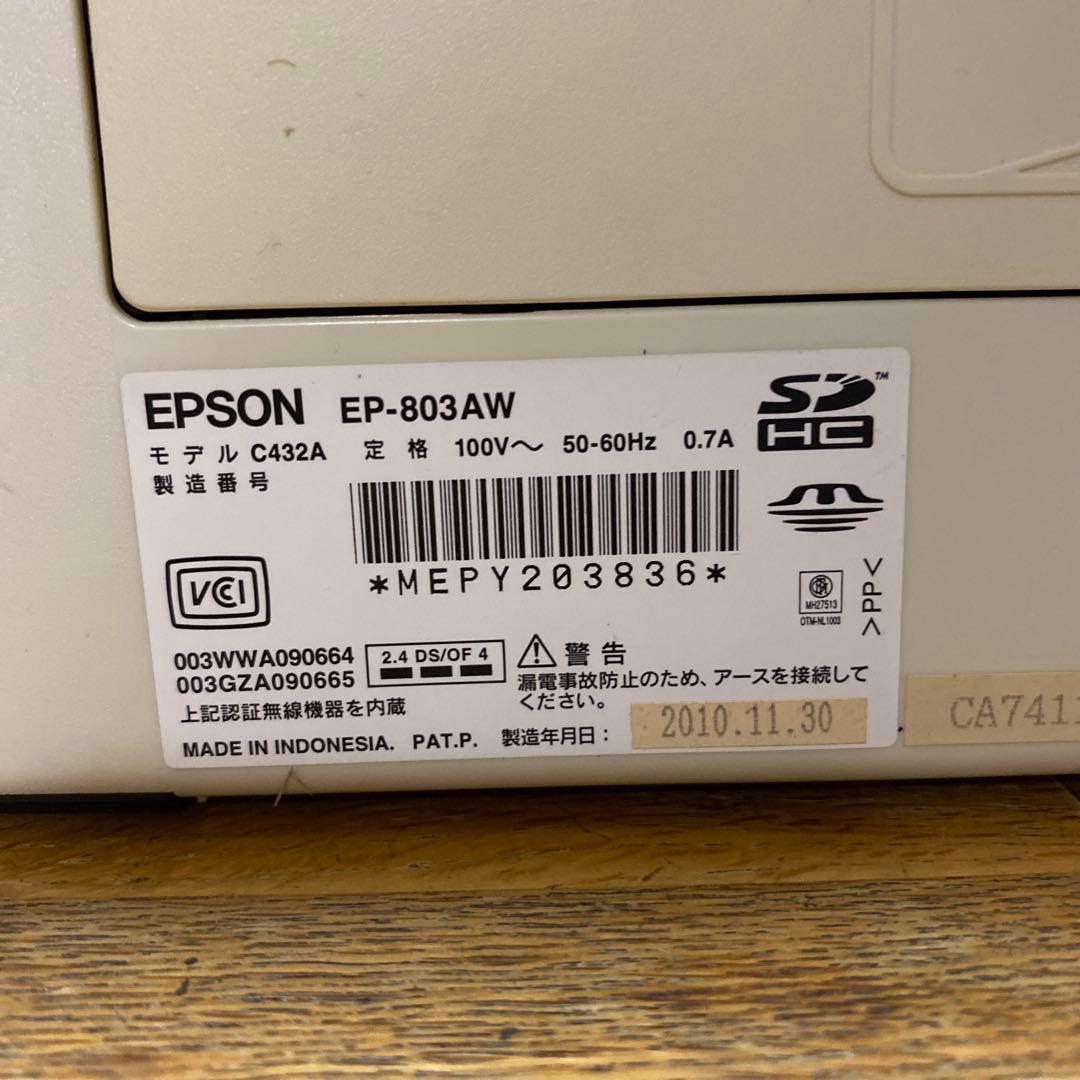 EPSON EP-803AW
モデル C432A 定格 100V～ 50-60Hz 0.7A
製造番号
SD™
HC
*MEPY203836*
VCCI
MH27513
OTM-NL1003
>PP<
003WWA090664
003GZA090665
2.4 DS/OF 4
上記認証無線機器を内蔵
警告
漏電事故防止のため、アースを接続して
ください。
MADE IN INDONESIA. PAT.P. 製造年月日： 2010.11.30
CA7411